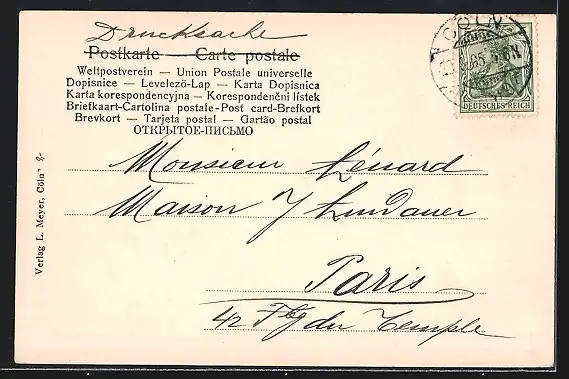 Drucksache
Postkarte — Carte postale
Weltpostverein — Union Postale universelle
Dopisnice — Levelező-Lap — Karta Dopisnica
Karta korespondencyjna — Korespondenční lístek
Briefkaart-Cartolina postale-Post card-Brefkort
Brevkort — Tarjeta postal — Gartão postal
ОТКРЫТОЕ-ПИСЬМО
CÖLN
DEUTSCHES REICH
Monsieur Lénard
Maison J Lindauer
Paris
42 Fbg du Temple
Verlag L. Meyer, Cöln